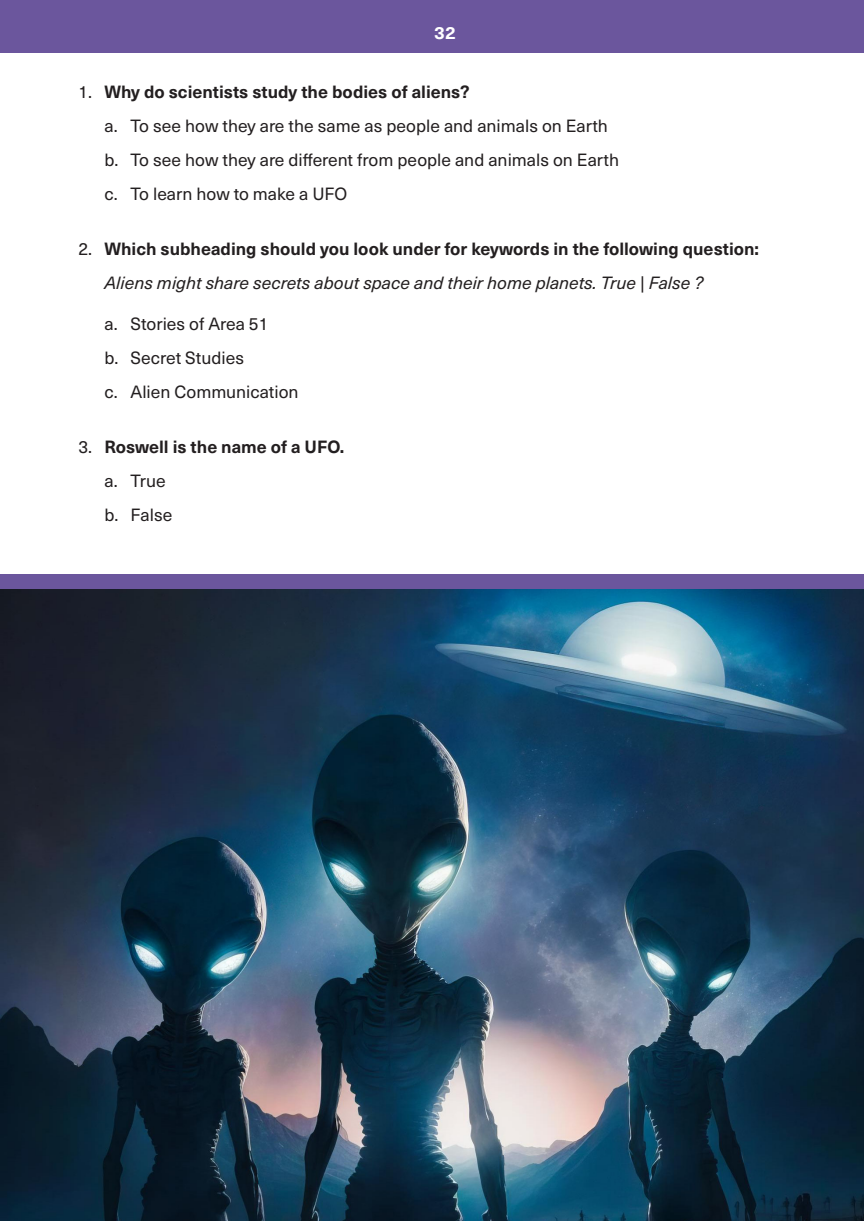 32
1. Why do scientists study the bodies of aliens?
a. To see how they are the same as people and animals on Earth
b. To see how they are different from people and animals on Earth
c. To learn how to make a UFO
2. Which subheading should you look under for keywords in the following question:
Aliens might share secrets about space and their home planets. True | False ?
a. Stories of Area 51
b. Secret Studies
c. Alien Communication
3. Roswell is the name of a UFO.
a. True
b. False